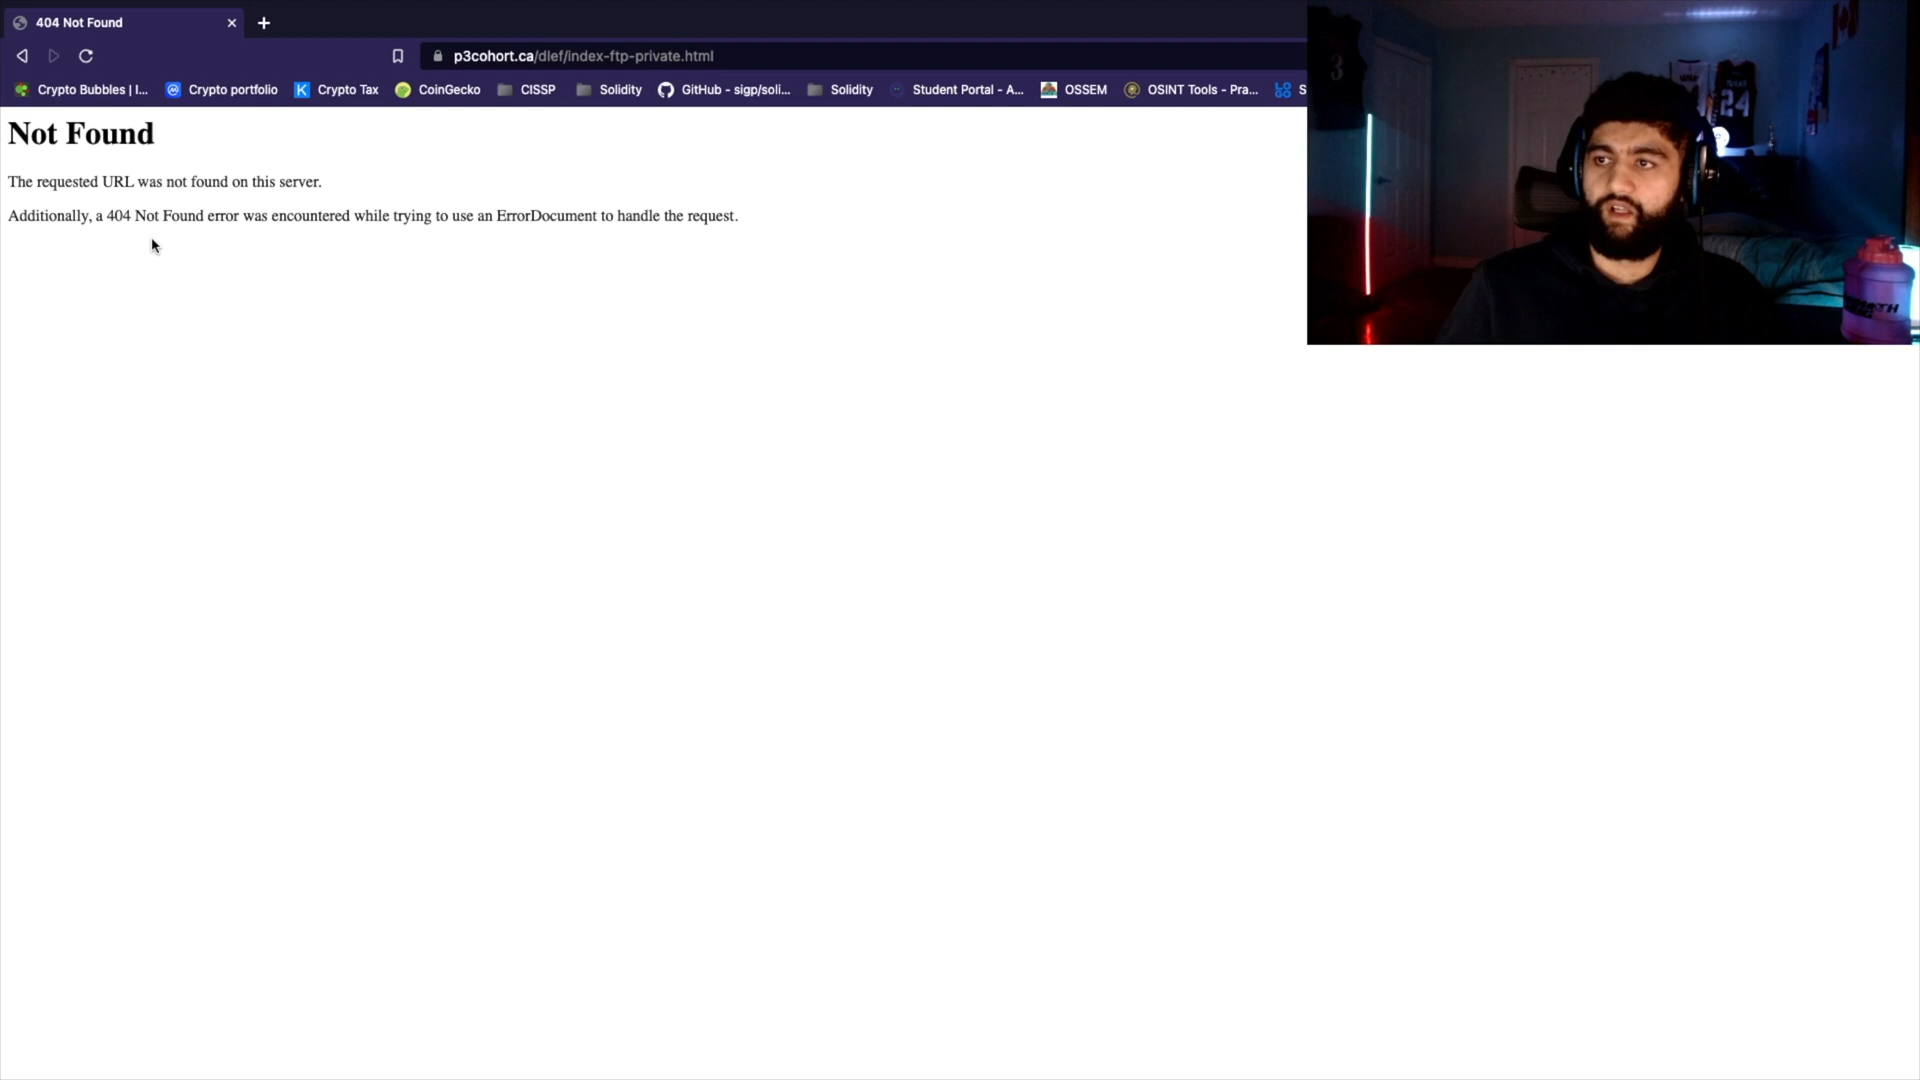 404 Not Found
p3cohort.ca/dlef/index-ftp-private.html
Crypto Bubbles | I... Crypto portfolio Crypto Tax CoinGecko CISSP Solidity GitHub - sigp/soli... Solidity Student Portal - A... OSSEM OSINT Tools - Pra... S
Not Found
The requested URL was not found on this server.
Additionally, a 404 Not Found error was encountered while trying to use an ErrorDocument to handle the request.
3
24